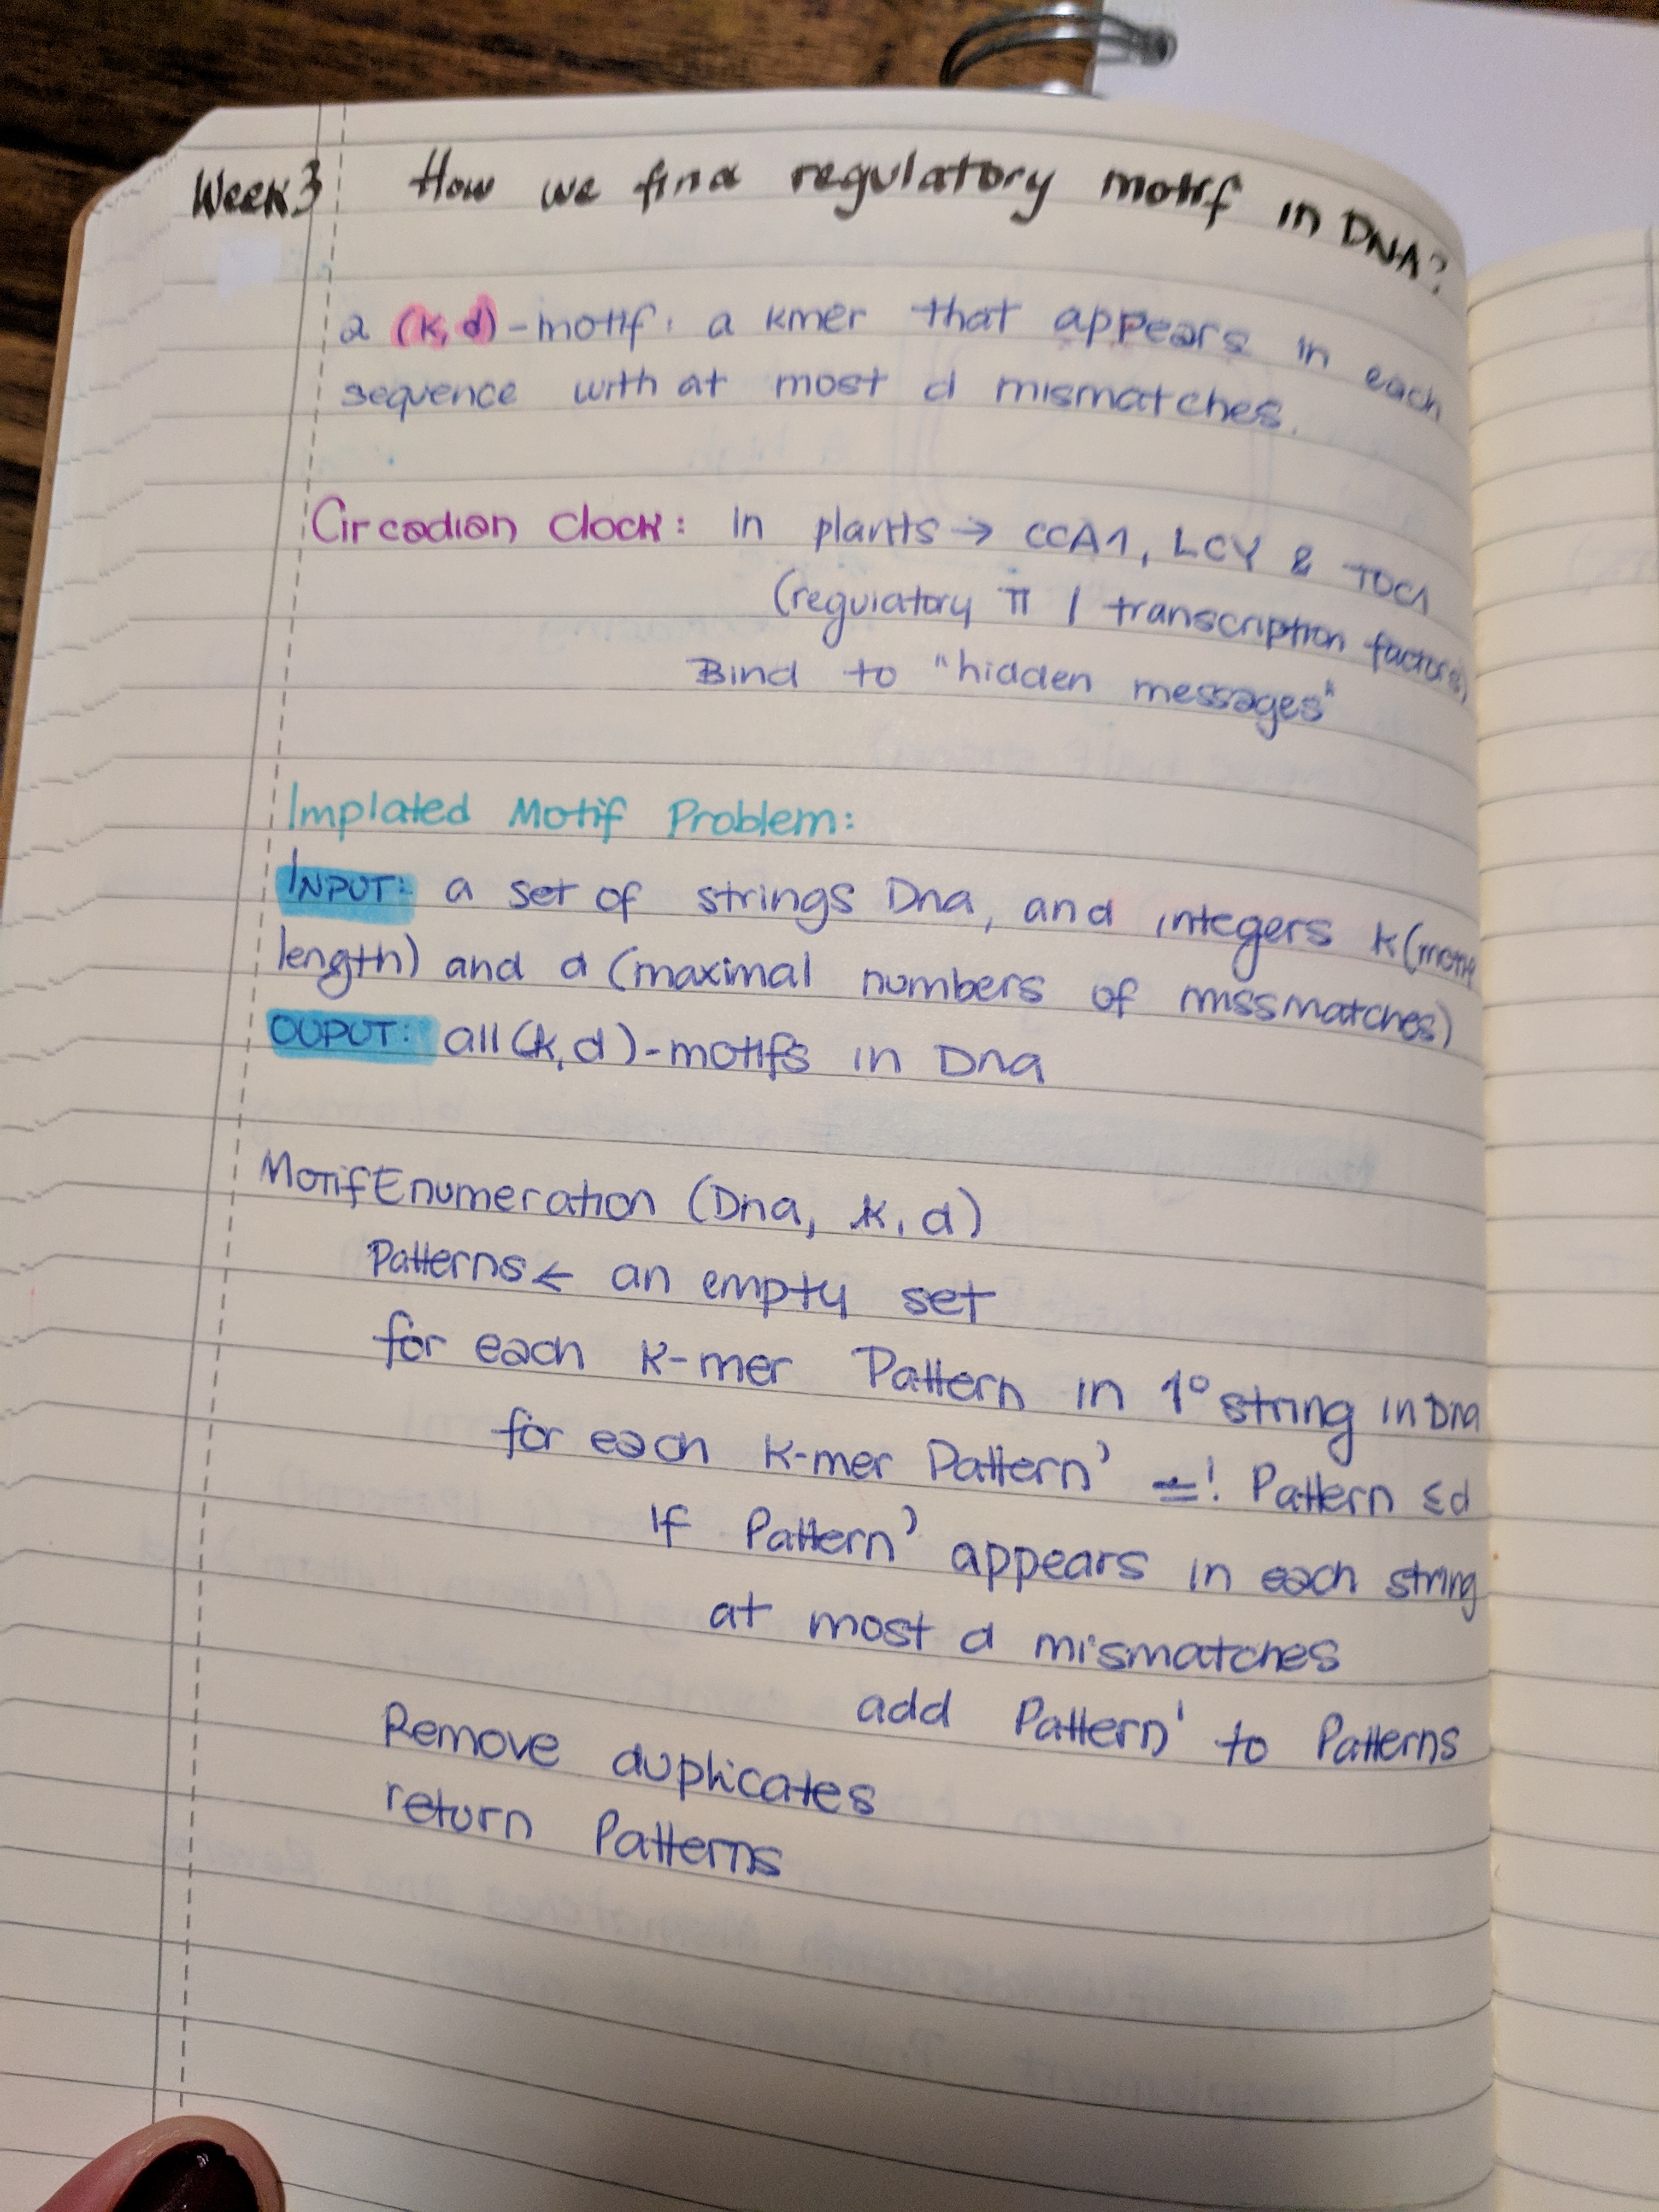 Week3 How we find regulatory motif in DNA?
a (k,d)-motif: a kmer that appears in each
sequence with at most d mismatches.
Circadian Clock: In plants → CCA1, LCY & TOC1
(regulatory π / transcription factors)
Bind to "hidden messages"
Implated Motif Problem:
INPUT: a set of strings Dna, and integers k(motif
length) and d (maximal numbers of missmatches)
OUPUT: all (k,d)-motifs in Dna
MotifEnumeration (Dna, k, d)
Patterns ← an empty set
for each K-mer Pattern in 1° string in Dna
for each K-mer Pattern' =! Pattern ≤d
If Pattern' appears in each string
at most d mismatches
add Pattern' to Patterns
Remove duplicates
return Patterns